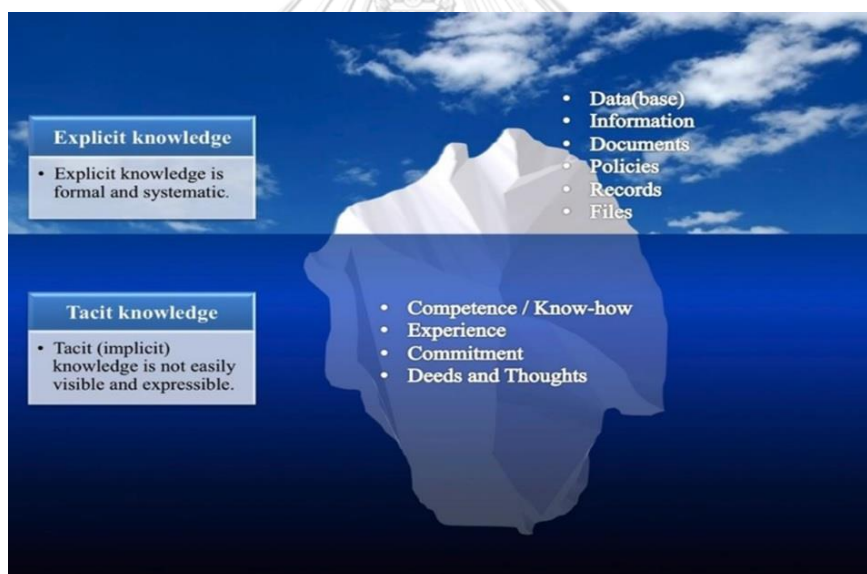 Explicit knowledge
• Explicit knowledge is
formal and systematic.
• Data(base)
• Information
• Documents
• Policies
• Records
• Files
Tacit knowledge
• Tacit (implicit)
knowledge is not easily
visible and expressible.
• Competence / Know-how
• Experience
• Commitment
• Deeds and Thoughts